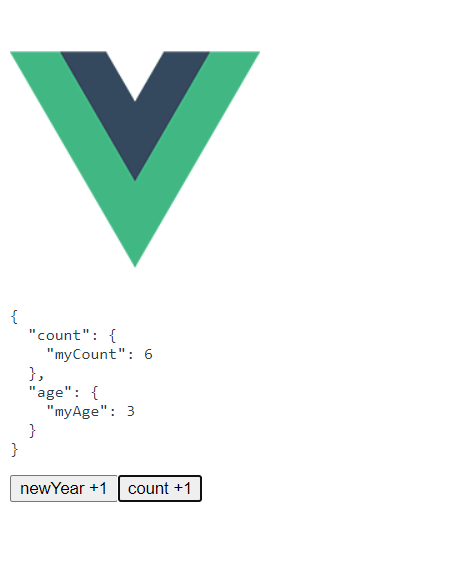 {
  "count": {
    "myCount": 6
  },
  "age": {
    "myAge": 3
  }
}
newYear +1 count +1